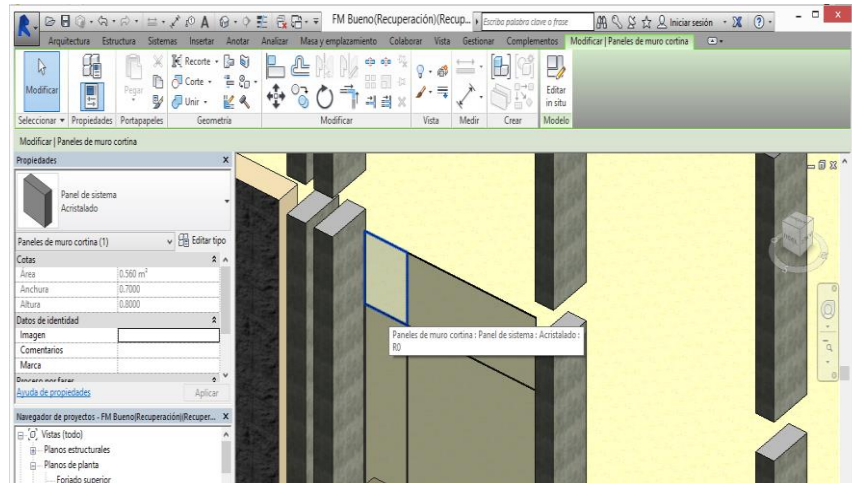 FM Bueno(Recuperación)(Recup...
Escriba palabra clave o frase
Iniciar sesión
Arquitectura Estructura Sistemas Insertar Anotar Analizar Masa y emplazamiento Colaborar Vista Gestionar Complementos Modificar | Paneles de muro cortina
Modificar
Pegar
Recorte
Corte
Unir
Editar
in situ
Seleccionar Propiedades Portapapeles Geometría Modificar Vista Medir Crear Modelo
Modificar | Paneles de muro cortina
Propiedades X
Panel de sistema
Acristalado
Paneles de muro cortina (1) Editar tipo
Cotas
Área 0.560 m²
Anchura 0.7000
Altura 0.8000
Datos de identidad
Imagen
Comentarios
Marca
Proceso por fases
Ayuda de propiedades Aplicar
Paneles de muro cortina : Panel de sistema : Acristalado :
R0
Navegador de proyectos - FM Bueno(Recuperación)(Recuper... X
Vistas (todo)
Planos estructurales
Planos de planta
Forjado superior